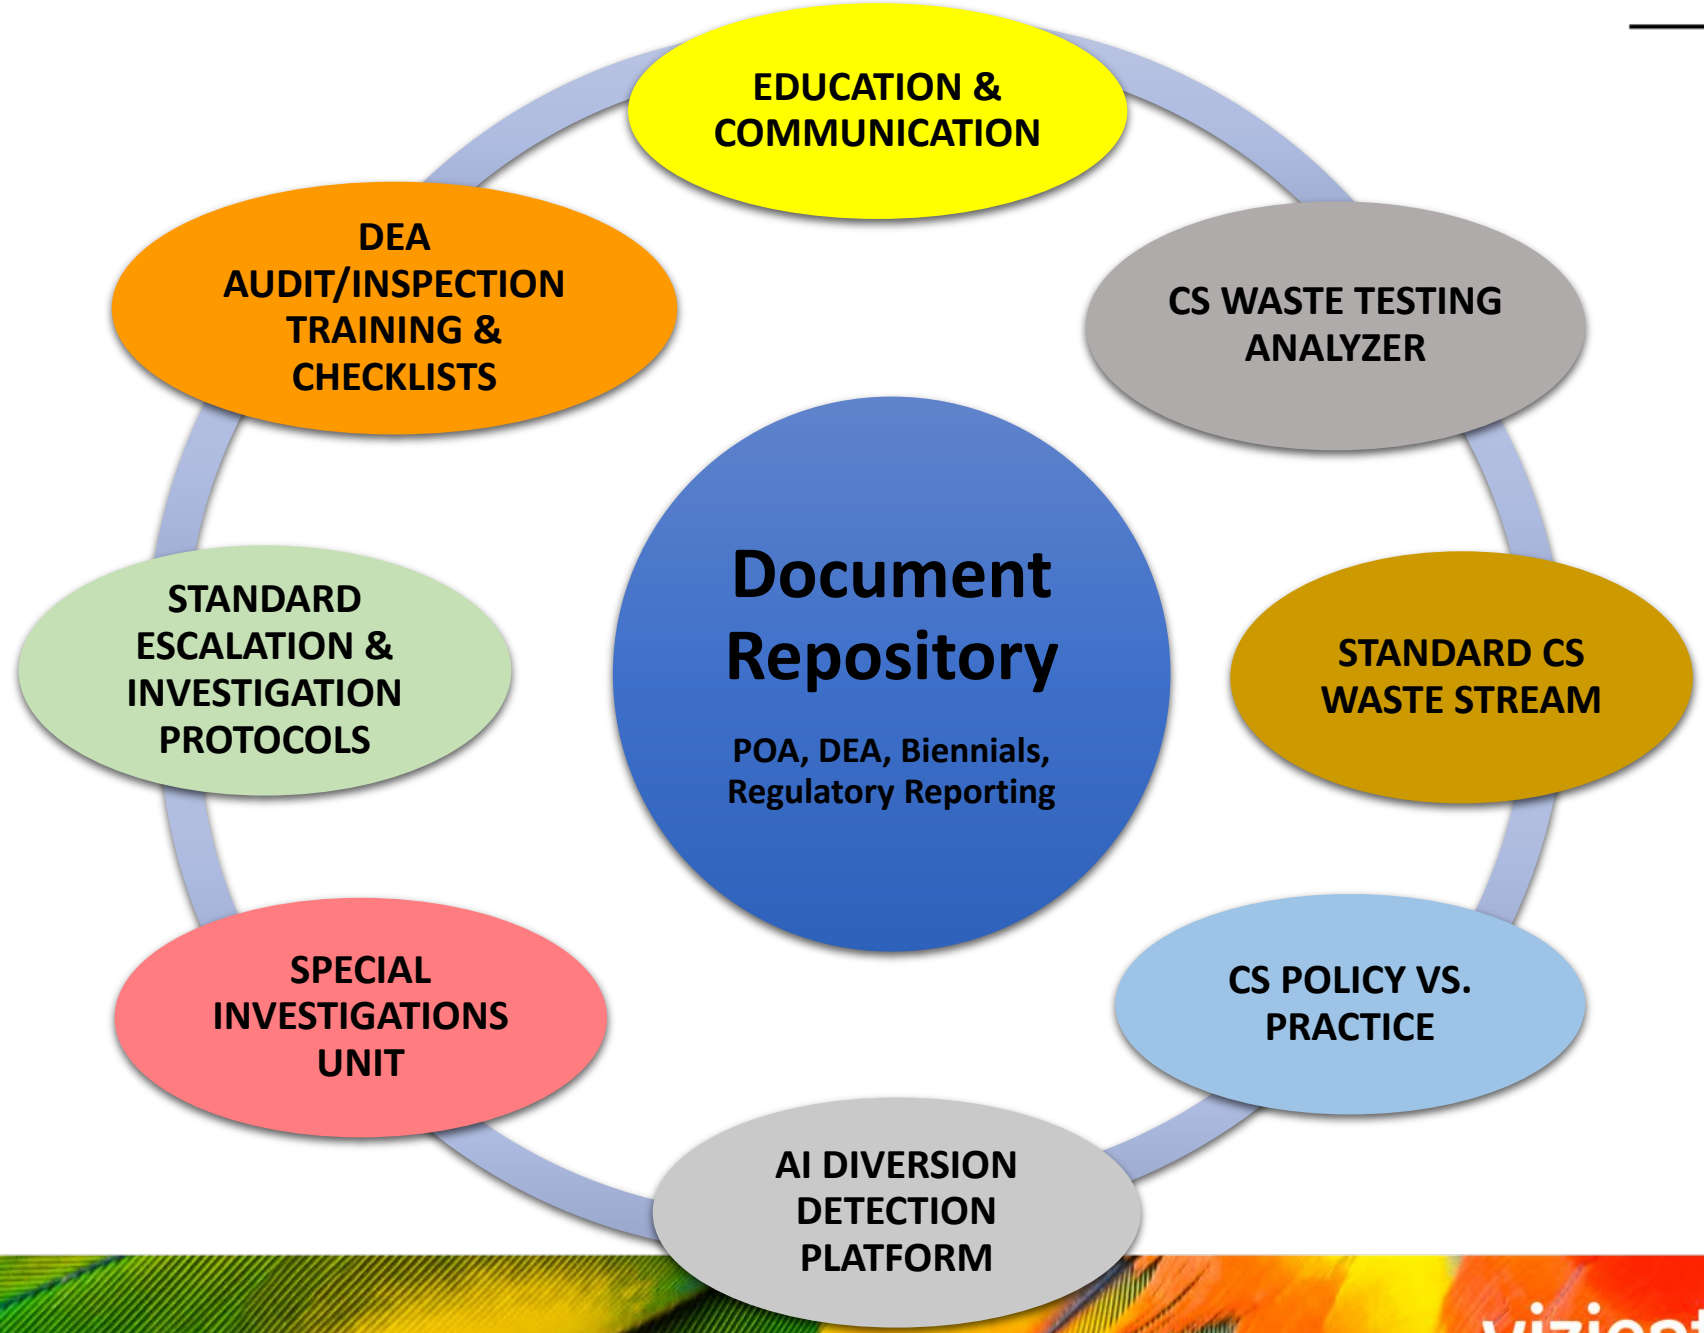 EDUCATION &
COMMUNICATION
CS WASTE TESTING
ANALYZER
STANDARD CS
WASTE STREAM
CS POLICY VS.
PRACTICE
AI DIVERSION
DETECTION
PLATFORM
SPECIAL
INVESTIGATIONS
UNIT
STANDARD
ESCALATION &
INVESTIGATION
PROTOCOLS
DEA
AUDIT/INSPECTION
TRAINING &
CHECKLISTS
Document
Repository
POA, DEA, Biennials,
Regulatory Reporting